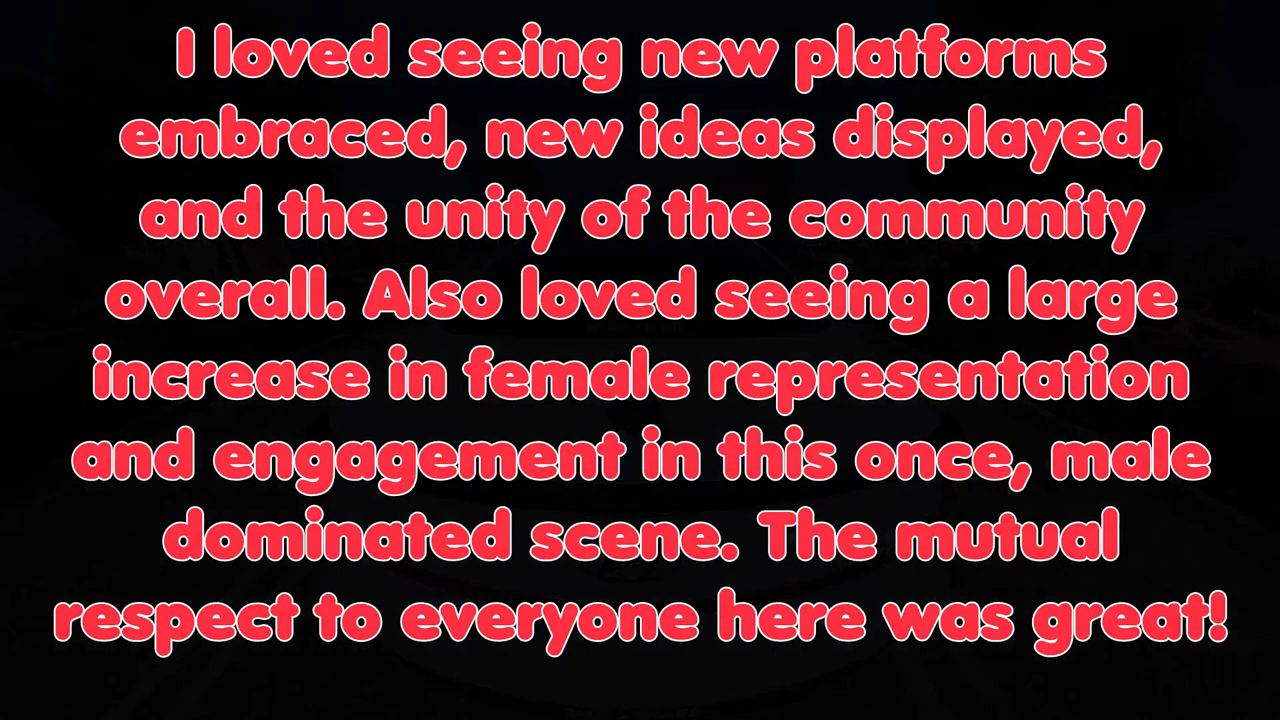 I loved seeing new platforms
embraced, new ideas displayed,
and the unity of the community
overall. Also loved seeing a large
increase in female representation
and engagement in this once, male
dominated scene. The mutual
respect to everyone here was great!